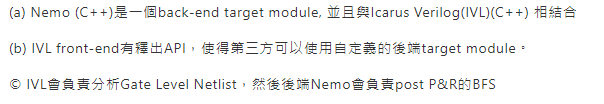 (a) Nemo (C++)是一個back-end target module, 並且與Icarus Verilog(IVL)(C++) 相結合
(b) IVL front-end有釋出API，使得第三方可以使用自定義的後端target module。
© IVL會負責分析Gate Level Netlist，然後後端Nemo會負責post P&R的BFS